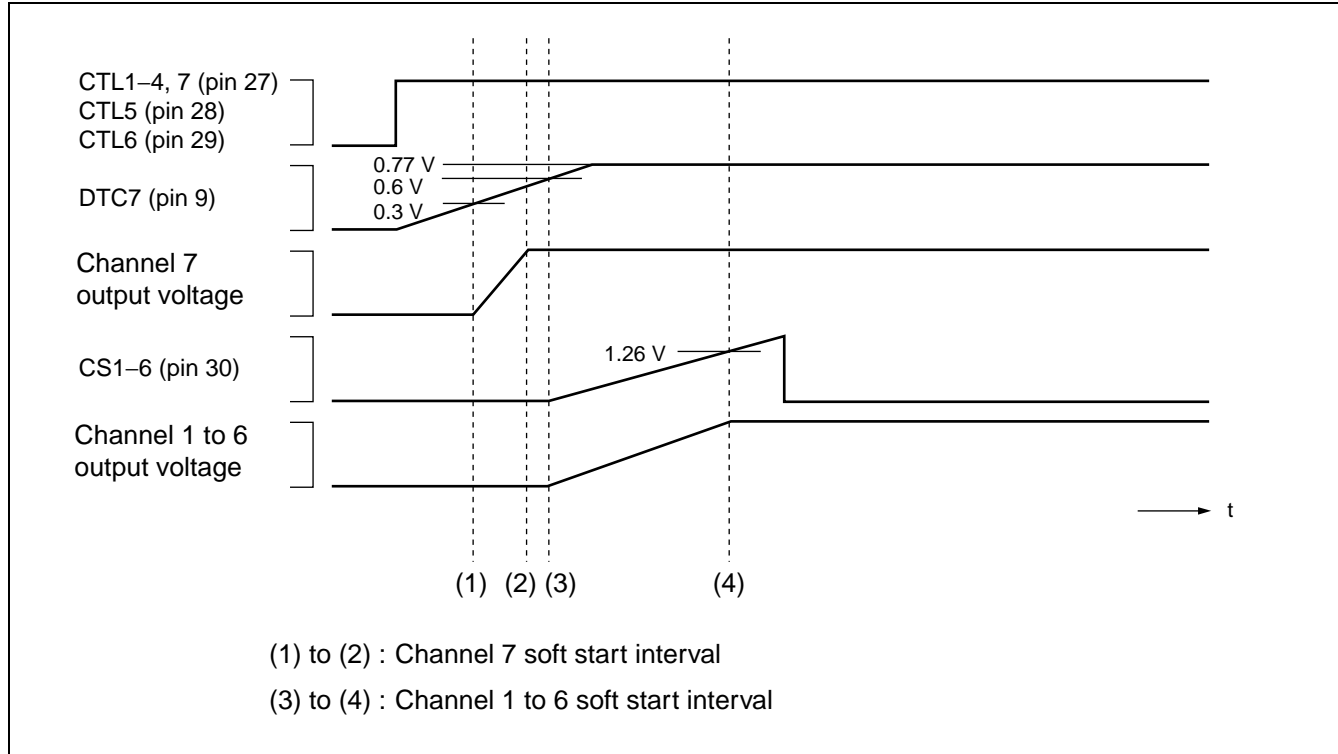 CTL1−4, 7 (pin 27)
CTL5 (pin 28)
CTL6 (pin 29)
0.77 V
0.6 V
0.3 V
DTC7 (pin 9)
Channel 7
output voltage
1.26 V
CS1−6 (pin 30)
Channel 1 to 6
output voltage
t
(1) (2) (3) (4)
(1) to (2) : Channel 7 soft start interval
(3) to (4) : Channel 1 to 6 soft start interval